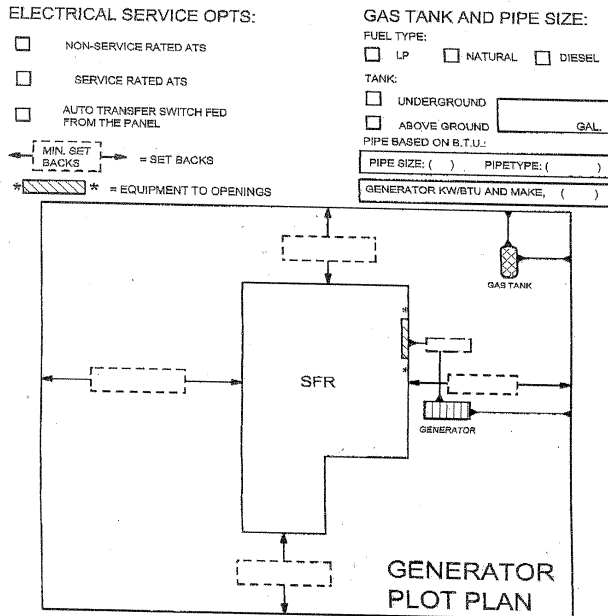 ELECTRICAL SERVICE OPTS:
NON-SERVICE RATED ATS
SERVICE RATED ATS
AUTO TRANSFER SWITCH FED
FROM THE PANEL
MIN. SET
BACKS
= SET BACKS
* * = EQUIPMENT TO OPENINGS
GAS TANK AND PIPE SIZE:
FUEL TYPE:
LP NATURAL DIESEL
TANK:
UNDERGROUND
ABOVE GROUND GAL.
PIPE BASED ON B.T.U.:
PIPE SIZE: ( ) PIPETYPE: ( )
GENERATOR KW/BTU AND MAKE, ( )
GAS TANK
*
SFR
*
GENERATOR
GENERATOR
PLOT PLAN